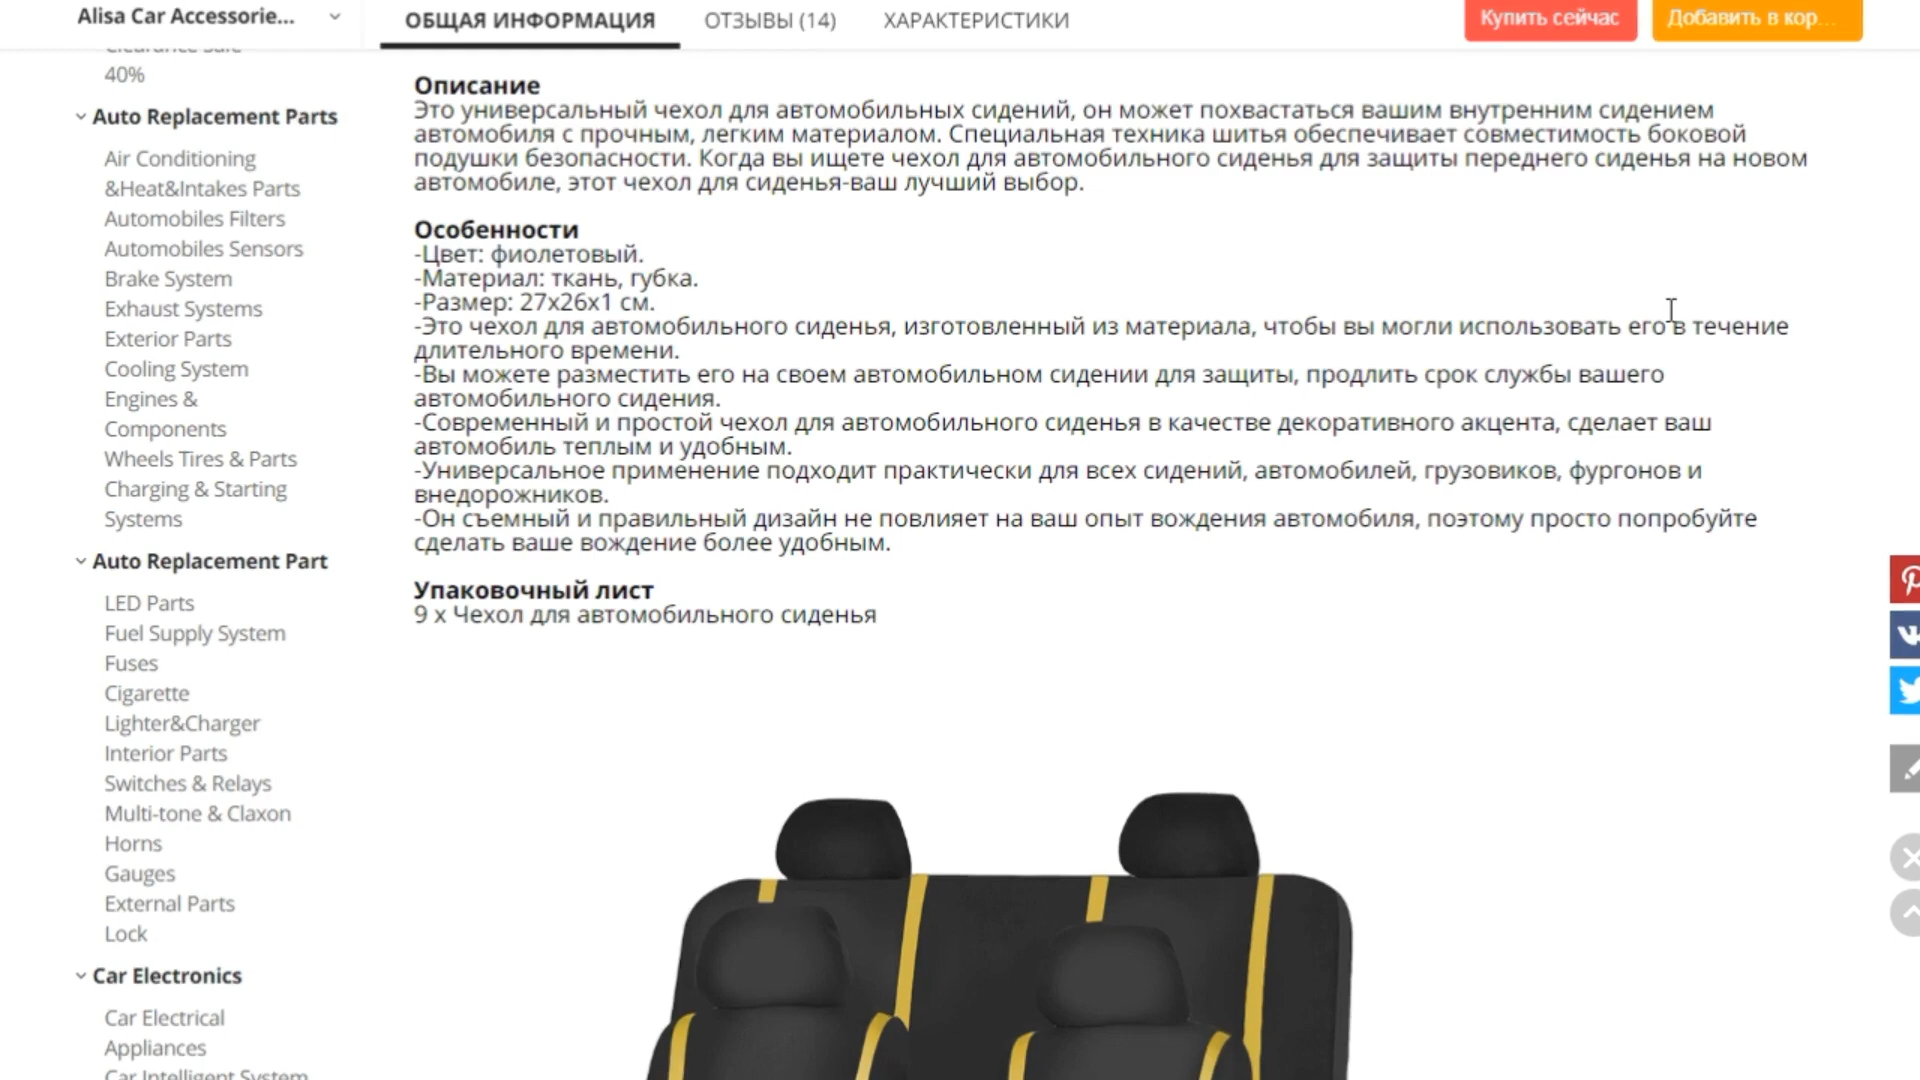 Alisa Car Accessorie...
ОБЩАЯ ИНФОРМАЦИЯ
ОТЗЫВЫ (14)
ХАРАКТЕРИСТИКИ
Купить сейчас
Добавить в кор...
Clearance Sale
40%
Auto Replacement Parts
Air Conditioning
&Heat&Intakes Parts
Automobiles Filters
Automobiles Sensors
Brake System
Exhaust Systems
Exterior Parts
Cooling System
Engines &
Components
Wheels Tires & Parts
Charging & Starting
Systems
Auto Replacement Part
LED Parts
Fuel Supply System
Fuses
Cigarette
Lighter&Charger
Interior Parts
Switches & Relays
Multi-tone & Claxon
Horns
Gauges
External Parts
Lock
Car Electronics
Car Electrical
Appliances
Car Intelligent System
Описание
Это универсальный чехол для автомобильных сидений, он может похвастаться вашим внутренним сидением
автомобиля с прочным, легким материалом. Специальная техника шитья обеспечивает совместимость боковой
подушки безопасности. Когда вы ищете чехол для автомобильного сиденья для защиты переднего сиденья на новом
автомобиле, этот чехол для сиденья-ваш лучший выбор.
Особенности
-Цвет: фиолетовый.
-Материал: ткань, губка.
-Размер: 27x26x1 см.
-Это чехол для автомобильного сиденья, изготовленный из материала, чтобы вы могли использовать его в течение
длительного времени.
-Вы можете разместить его на своем автомобильном сидении для защиты, продлить срок службы вашего
автомобильного сидения.
-Современный и простой чехол для автомобильного сиденья в качестве декоративного акцента, сделает ваш
автомобиль теплым и удобным.
-Универсальное применение подходит практически для всех сидений, автомобилей, грузовиков, фургонов и
внедорожников.
-Он съемный и правильный дизайн не повлияет на ваш опыт вождения автомобиля, поэтому просто попробуйте
сделать ваше вождение более удобным.
Упаковочный лист
9 x Чехол для автомобильного сиденья